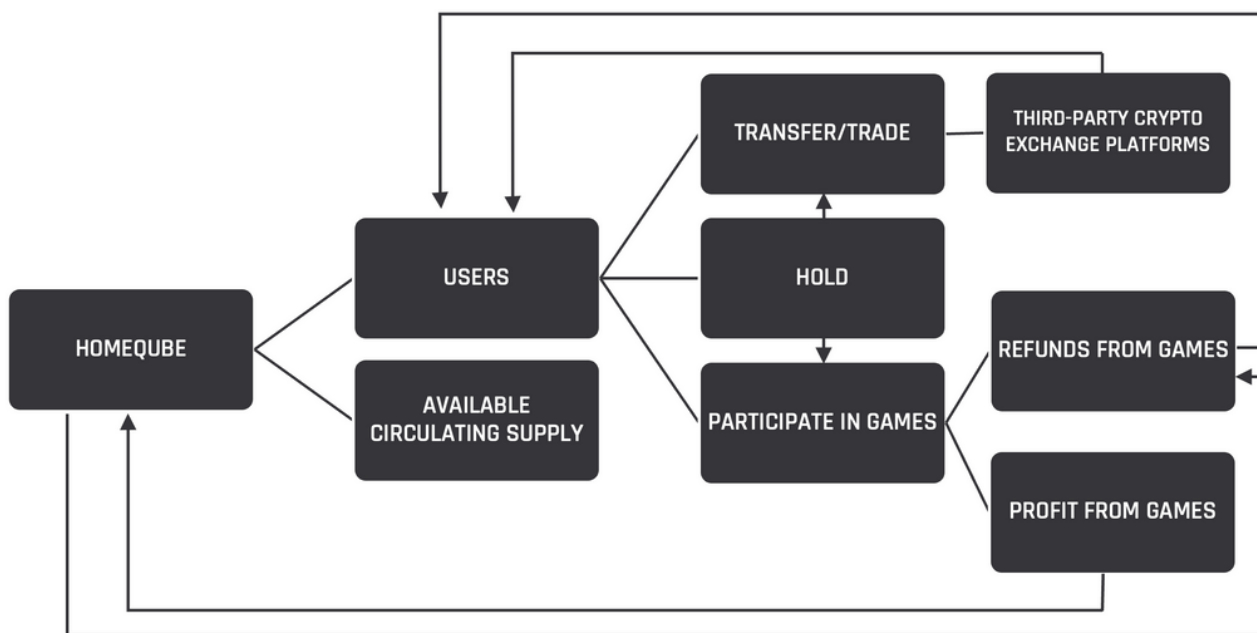 TRANSFER/TRADE
THIRD-PARTY CRYPTO
EXCHANGE PLATFORMS
USERS
HOLD
HOMEQUBE
REFUNDS FROM GAMES
AVAILABLE
CIRCULATING SUPPLY
PARTICIPATE IN GAMES
PROFIT FROM GAMES